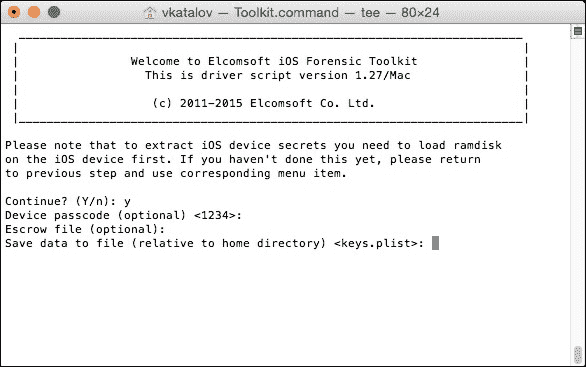 vkatalov — Toolkit.command — tee — 80×24
Welcome to Elcomsoft iOS Forensic Toolkit
This is driver script version 1.27/Mac
(c) 2011-2015 Elcomsoft Co. Ltd.
Please note that to extract iOS device secrets you need to load ramdisk
on the iOS device first. If you haven't done this yet, please return
to previous step and use corresponding menu item.
Continue? (Y/n): y
Device passcode (optional) <1234>:
Escrow file (optional):
Save data to file (relative to home directory) <keys.plist>: